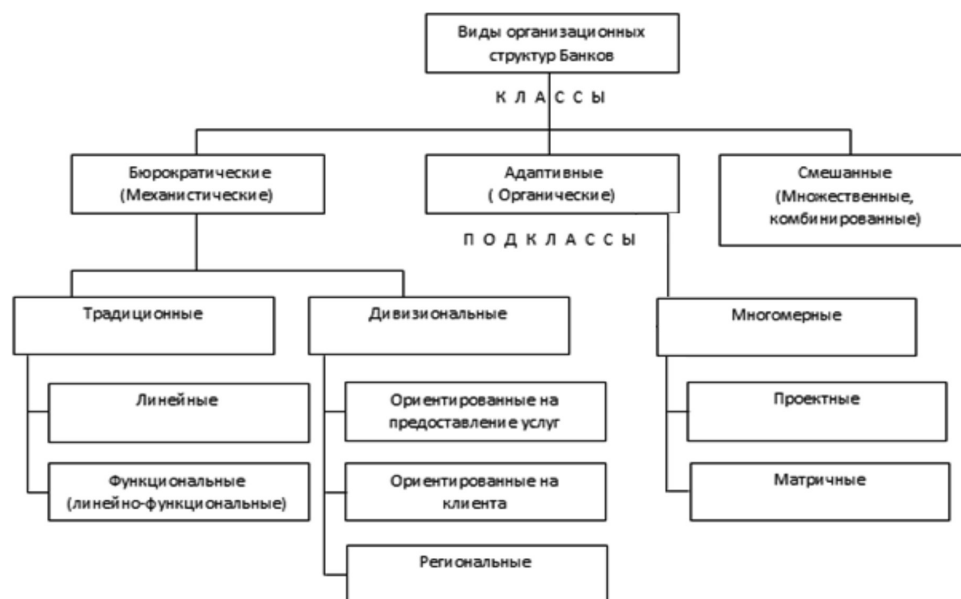 Виды организационных
структур Банков
К Л А С С Ы
Бюрократические
(Механистические)
Адаптивные
( Органические)
Смешанные
(Множественные,
комбинированные)
П О Д К Л А С С Ы
Традиционные
Дивизиональные
Многомерные
Линейные
Ориентированные на
предоставление услуг
Проектные
Функциональные
(линейно-функциональные)
Ориентированные на
клиента
Матричные
Региональные